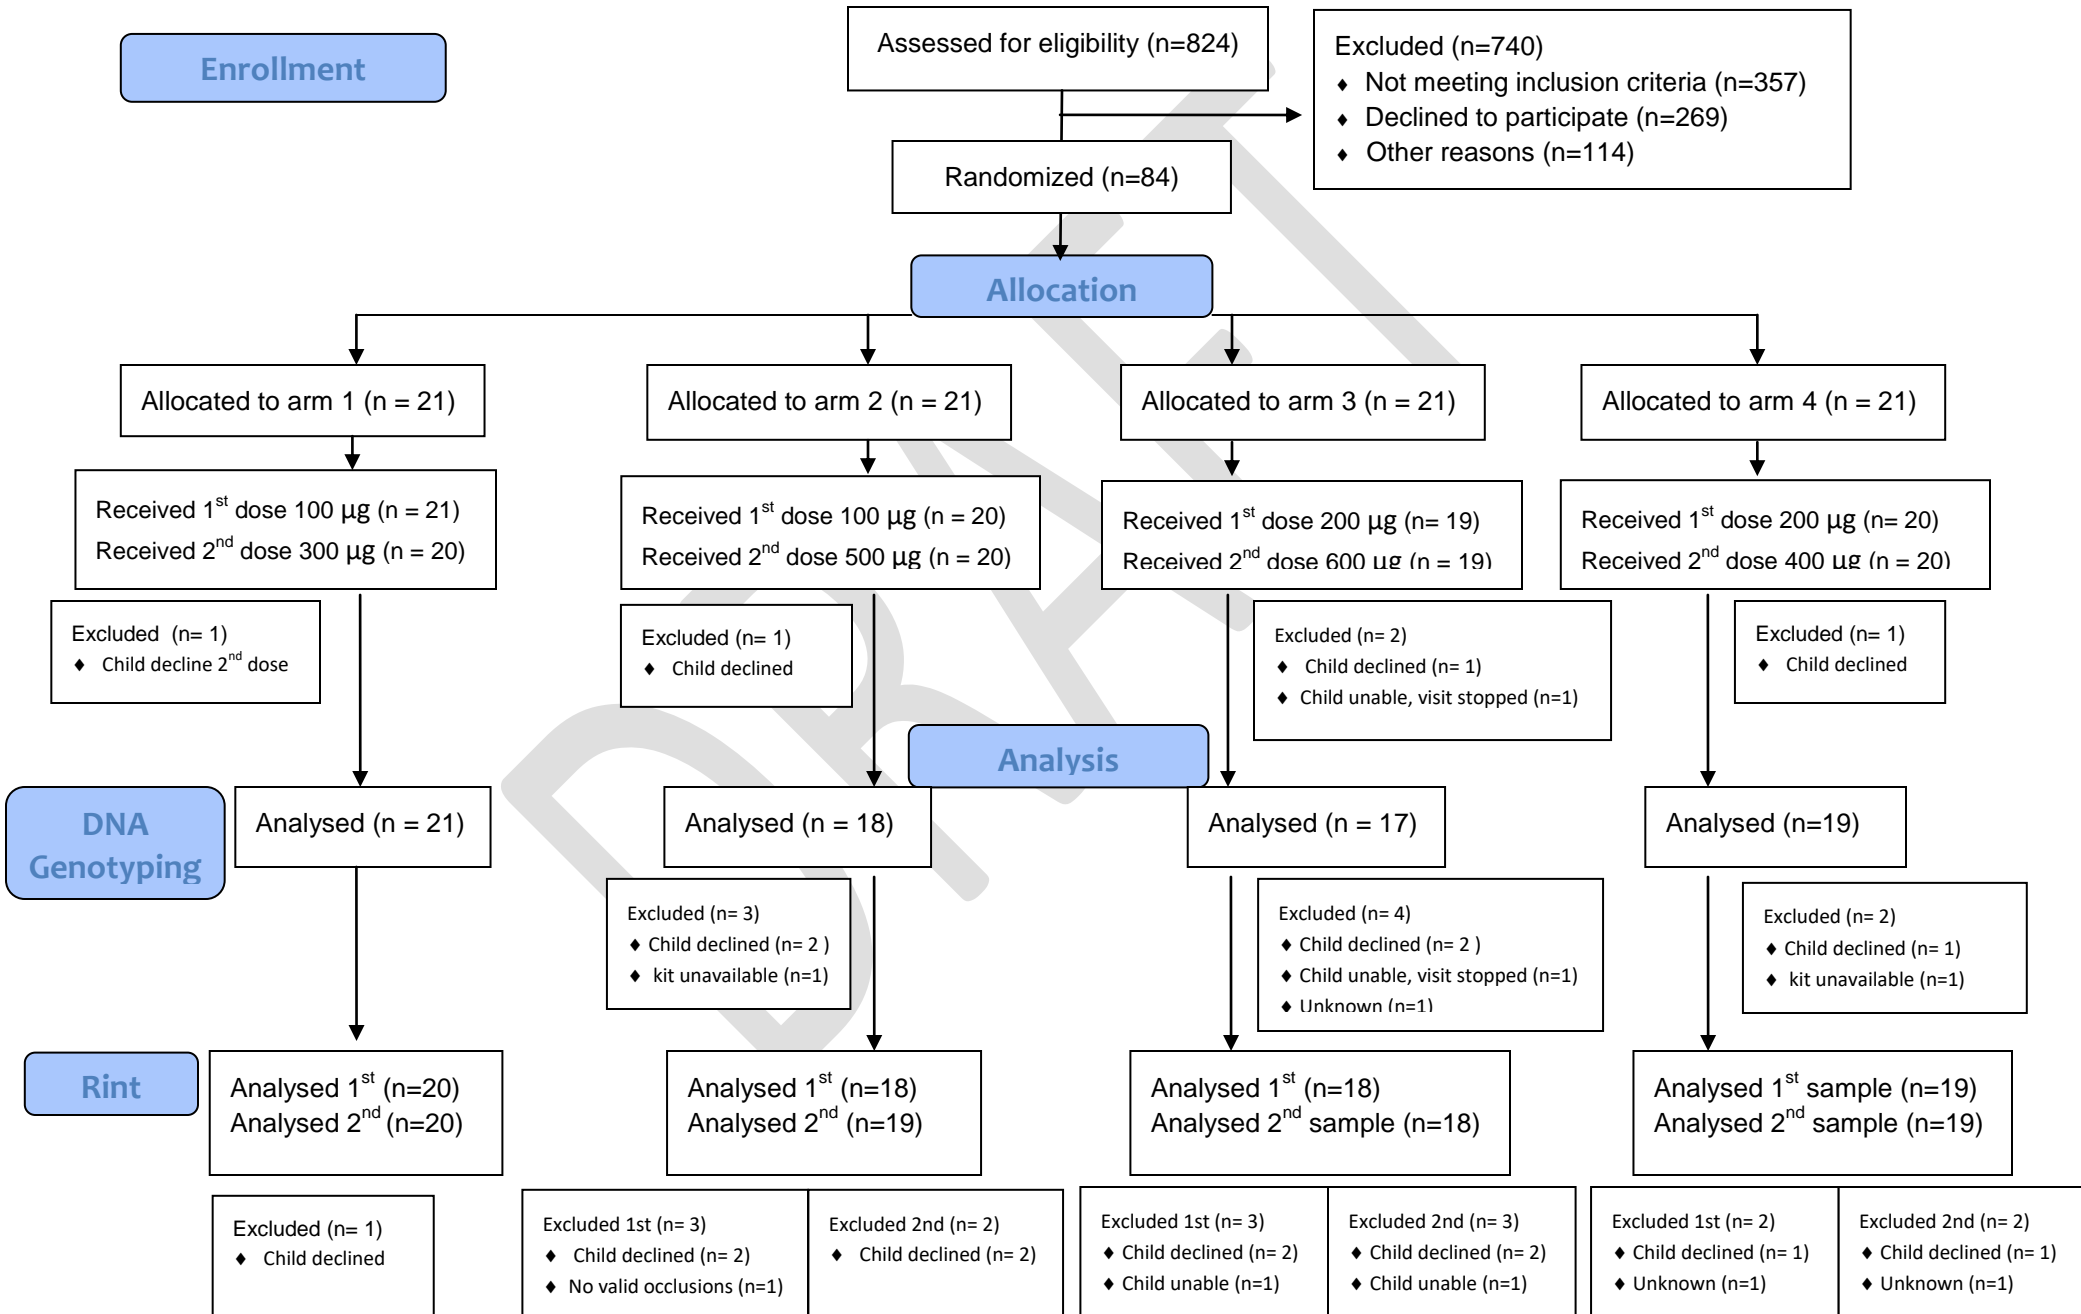 Enrollment
Assessed for eligibility (n=824)
Excluded (n=740)
♦ Not meeting inclusion criteria (n=357)
♦ Declined to participate (n=269)
♦ Other reasons (n=114)
Randomized (n=84)
Allocation
Allocated to arm 1 (n = 21)
Allocated to arm 2 (n = 21)
Allocated to arm 3 (n = 21)
Allocated to arm 4 (n = 21)
Received 1st dose 100 µg (n = 21)
Received 2nd dose 300 µg (n = 20)
Received 1st dose 100 µg (n = 20)
Received 2nd dose 500 µg (n = 20)
Received 1st dose 200 µg (n= 19)
Received 2nd dose 600 µg (n = 19)
Received 1st dose 200 µg (n= 20)
Received 2nd dose 400 µg (n = 20)
Excluded (n= 1)
♦ Child decline 2nd dose
Excluded (n= 1)
♦ Child declined
Excluded (n= 2)
♦ Child declined (n= 1)
♦ Child unable, visit stopped (n=1)
Excluded (n= 1)
♦ Child declined
Analysis
DNA
Genotyping
Analysed (n = 21)
Analysed (n = 18)
Analysed (n = 17)
Analysed (n=19)
Excluded (n= 3)
♦ Child declined (n= 2 )
♦ kit unavailable (n=1)
Excluded (n= 4)
♦ Child declined (n= 2 )
♦ Child unable, visit stopped (n=1)
♦ Unknown (n=1)
Excluded (n= 2)
♦ Child declined (n= 1)
♦ kit unavailable (n=1)
Rint
Analysed 1st (n=20)
Analysed 2nd (n=20)
Analysed 1st (n=18)
Analysed 2nd (n=19)
Analysed 1st (n=18)
Analysed 2nd sample (n=18)
Analysed 1st sample (n=19)
Analysed 2nd sample (n=19)
Excluded (n= 1)
♦ Child declined
Excluded 1st (n= 3)
♦ Child declined (n= 2)
♦ No valid occlusions (n=1)
Excluded 2nd (n= 2)
♦ Child declined (n= 2)
Excluded 1st (n= 3)
♦ Child declined (n= 2)
♦ Child unable (n=1)
Excluded 2nd (n= 3)
♦ Child declined (n= 2)
♦ Child unable (n=1)
Excluded 1st (n= 2)
♦ Child declined (n= 1)
♦ Unknown (n=1)
Excluded 2nd (n= 2)
♦ Child declined (n= 1)
♦ Unknown (n=1)
DRAFT